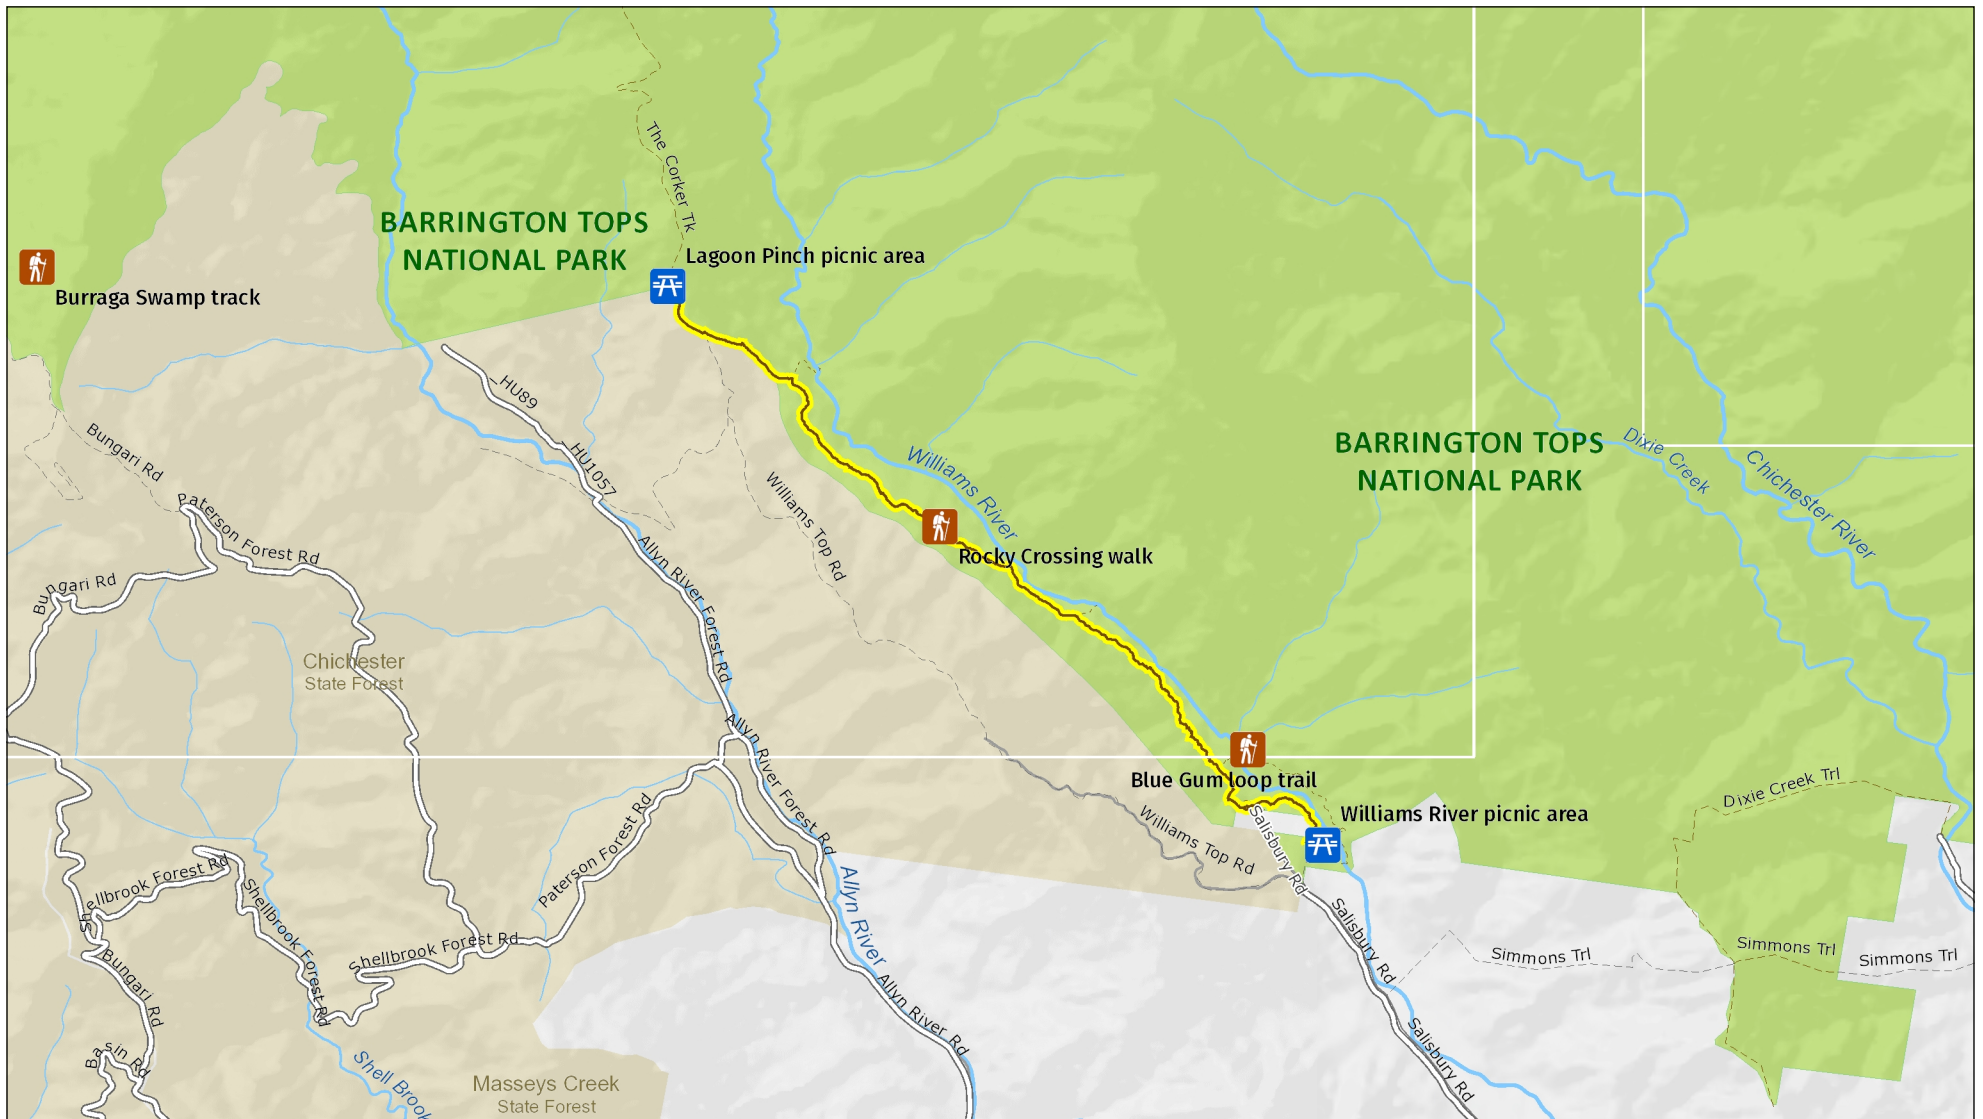 The Corker Tk
BARRINGTON TOPS
NATIONAL PARK
Lagoon Pinch picnic area
Burraga Swamp track
HU89
HU1057
Bungari Rd
Paterson Forest Rd
Bungari Rd
Williams Top Rd
Williams River
BARRINGTON TOPS
NATIONAL PARK
Dixie Creek
Chichester River
Rocky Crossing walk
Allyn River Forest Rd
Chichester
State Forest
Allyn River Forest Rd
Blue Gum loop trail
Williams River picnic area
Dixie Creek Trl
Salisbury Rd
Williams Top Rd
Paterson Forest Rd
Shellbrook Forest Rd
Shellbrook Forest Rd
Shellbrook Forest Rd
Allyn River
Salisbury Rd
Simmons Trl
Simmons Trl
Simmons Trl
Bungari Rd
Allyn River Rd
Salisbury Rd
Basin Rd
Shell Brook
Masseys Creek
State Forest